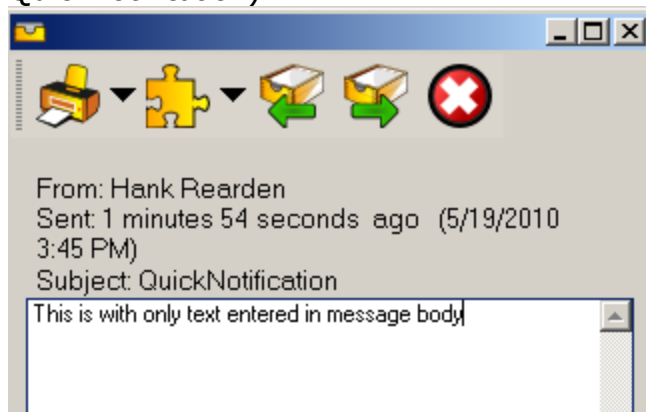 From: Hank Rearden
Sent: 1 minutes 54 seconds ago (5/19/2010
3:45 PM)
Subject: QuickNotification
This is with only text entered in message body